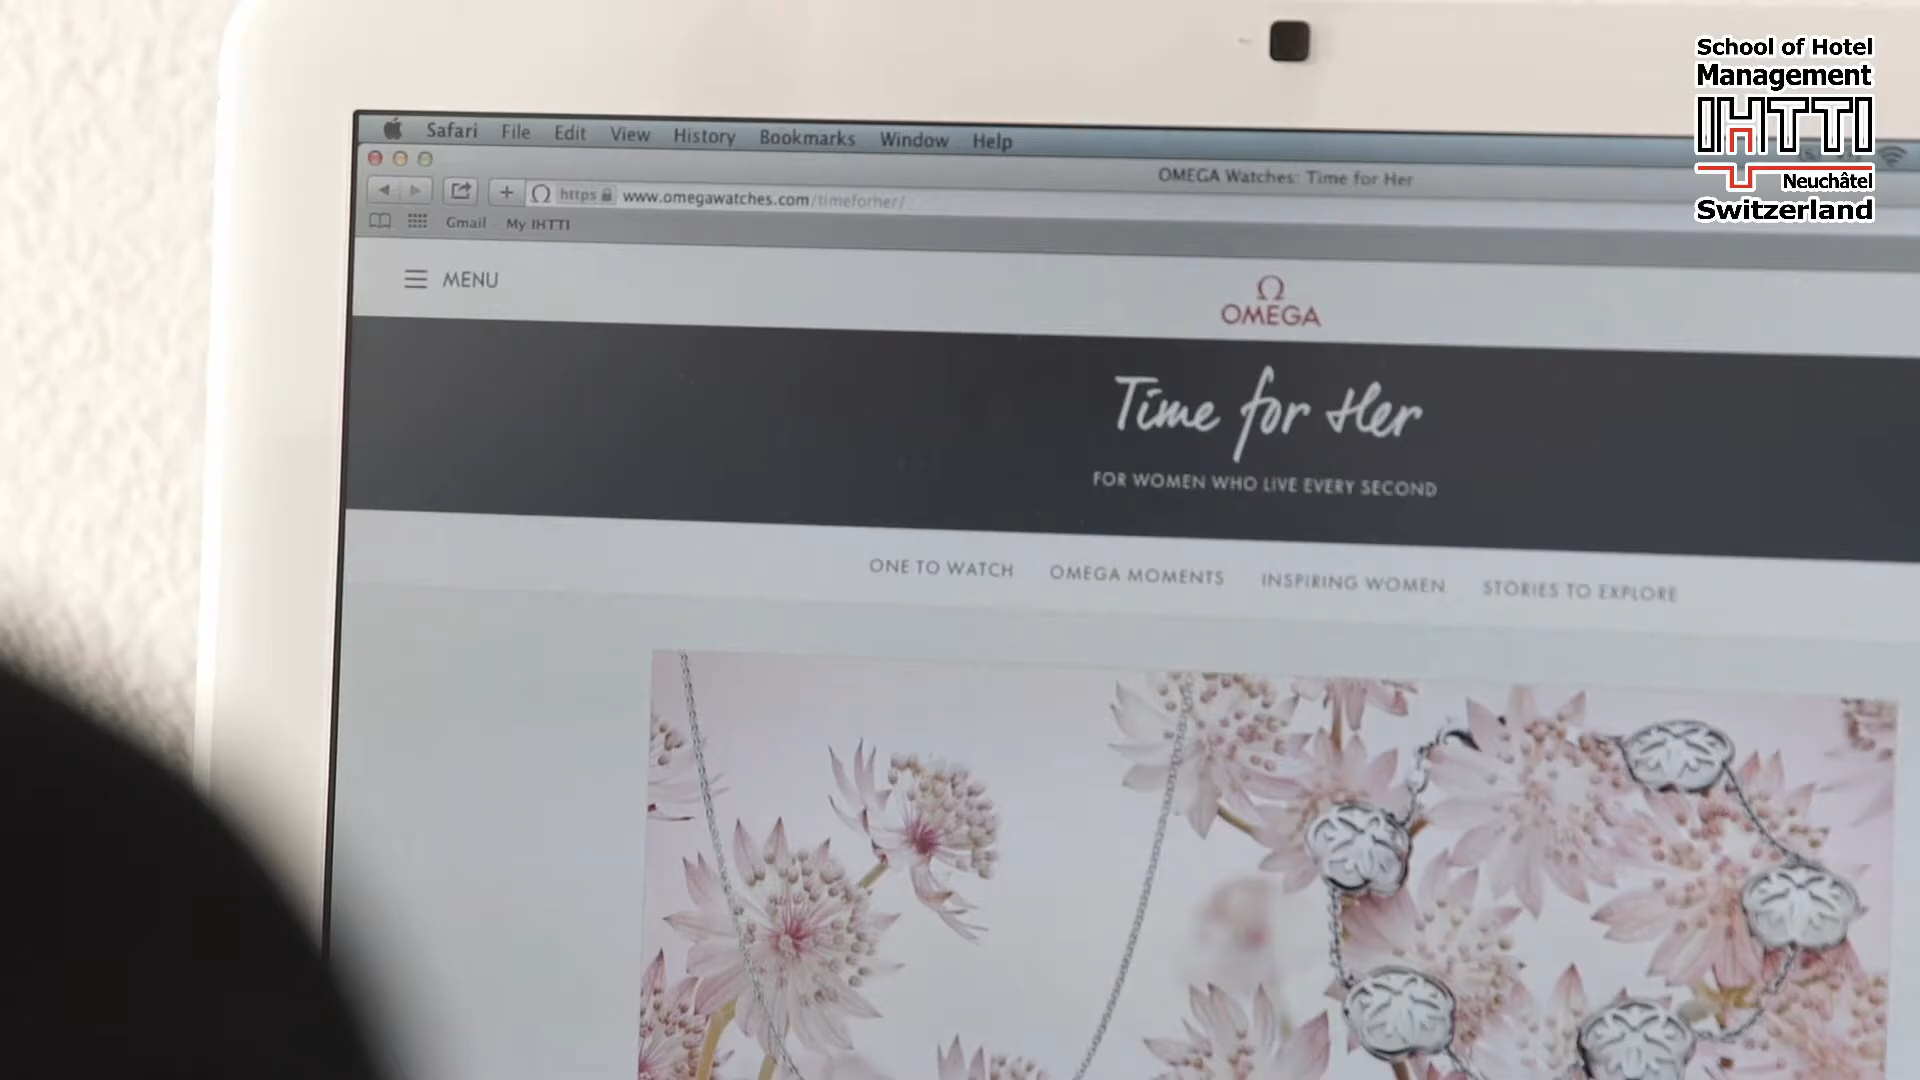 School of Hotel
Management
IHTTI
Neuchâtel
Switzerland
Safari File Edit View History Bookmarks Window Help
OMEGA Watches: Time for Her
https www.omegawatches.com/timeforher/
Gmail My IHTTI
MENU
Ω
OMEGA
Time for Her
FOR WOMEN WHO LIVE EVERY SECOND
ONE TO WATCH OMEGA MOMENTS INSPIRING WOMEN STORIES TO EXPLORE